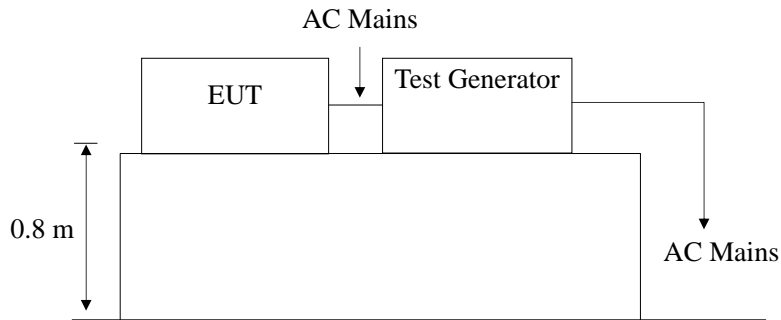 AC Mains
EUT
Test Generator
0.8 m
AC Mains